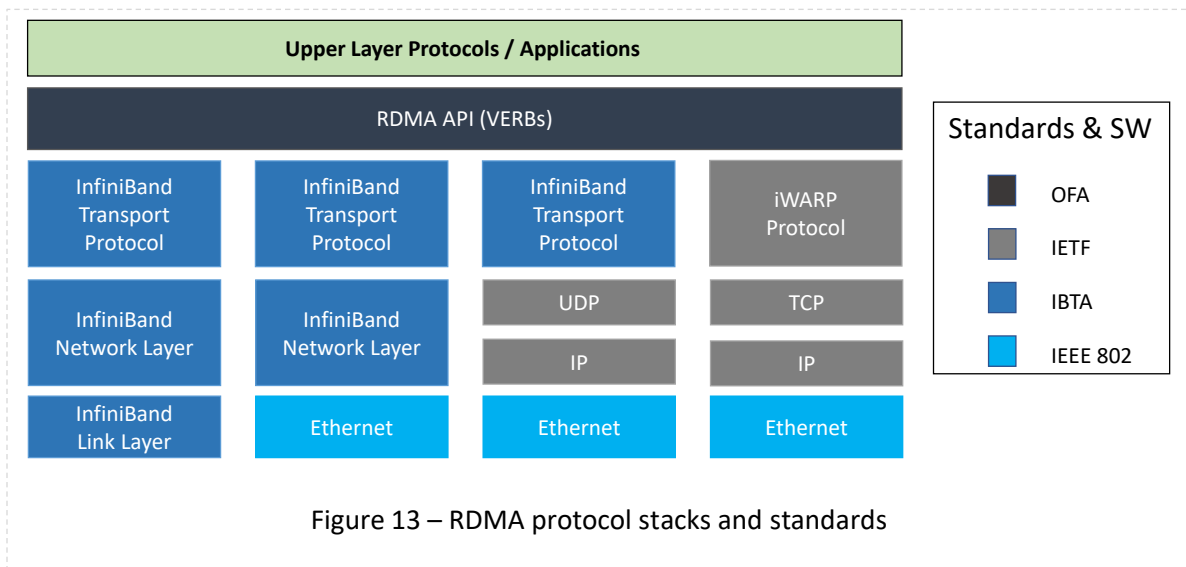 Upper Layer Protocols / Applications
RDMA API (VERBs)
InfiniBand
Transport
Protocol
InfiniBand
Transport
Protocol
InfiniBand
Transport
Protocol
iWARP
Protocol
InfiniBand
Network Layer
InfiniBand
Network Layer
UDP
IP
TCP
IP
InfiniBand
Link Layer
Ethernet
Ethernet
Ethernet
Standards & SW
OFA
IETF
IBTA
IEEE 802
Figure 13 – RDMA protocol stacks and standards